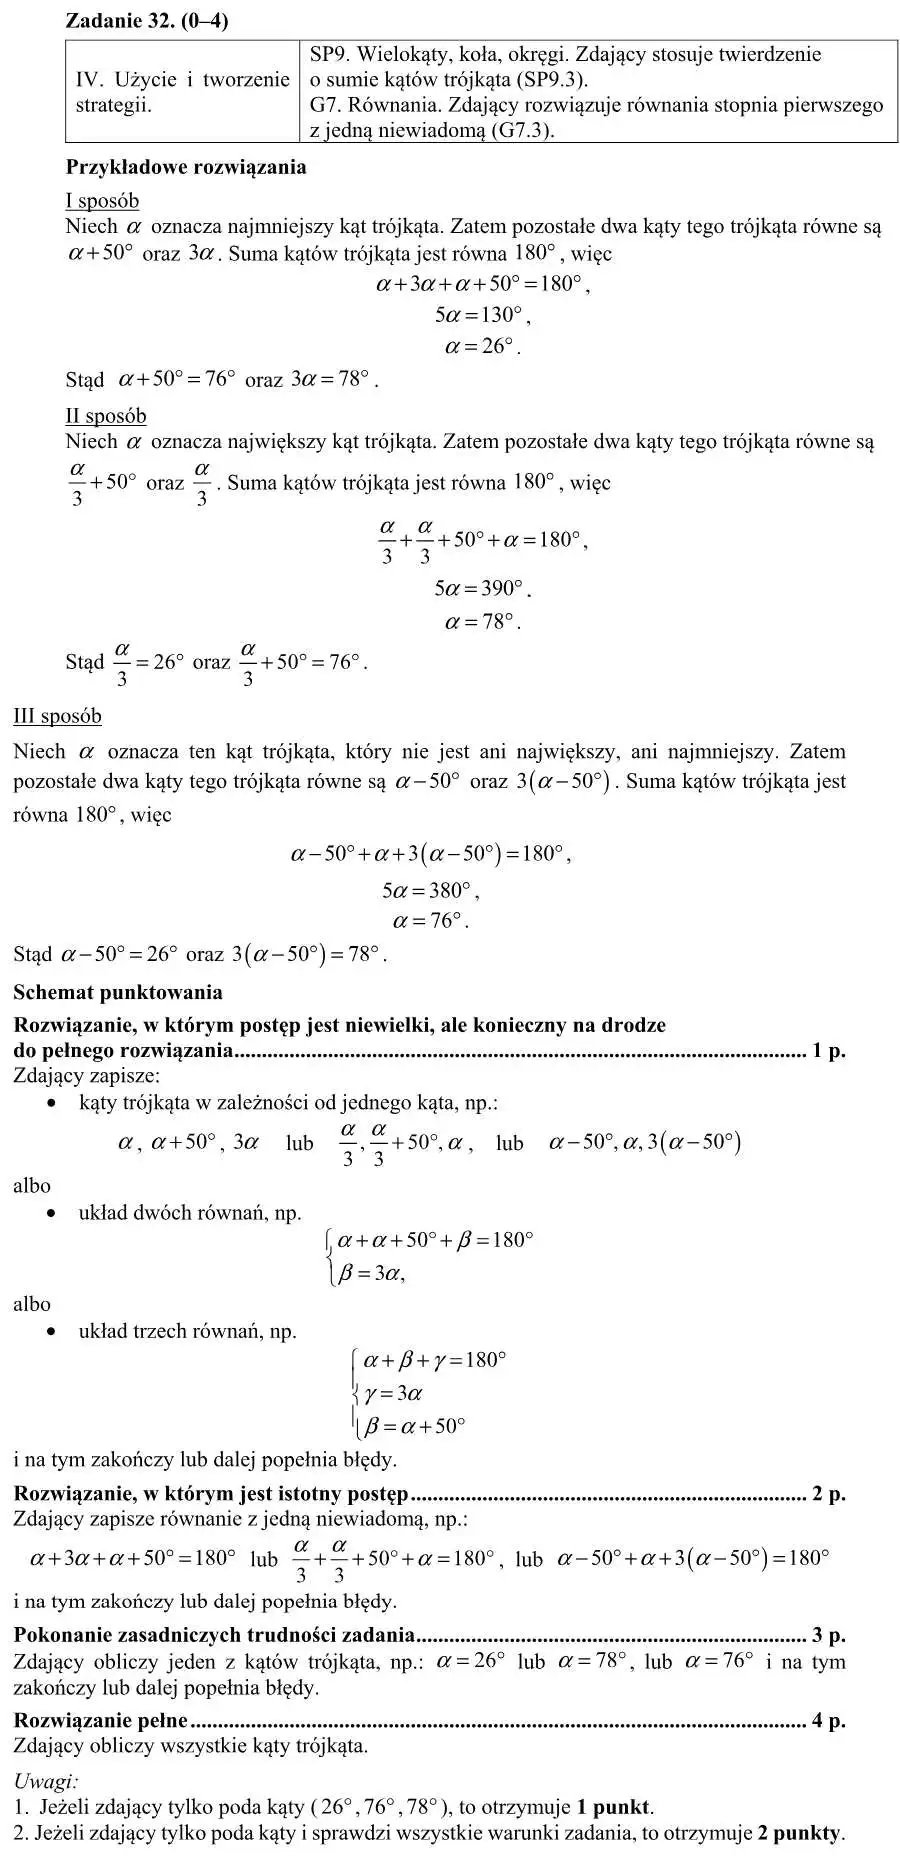 Zadanie 32. (0–4)
IV. Użycie i tworzenie strategii.
SP9. Wielokąty, koła, okręgi. Zdający stosuje twierdzenie
o sumie kątów trójkąta (SP9.3).
G7. Równania. Zdający rozwiązuje równania stopnia pierwszego
z jedną niewiadomą (G7.3).
Przykładowe rozwiązania
I sposób
Niech α oznacza najmniejszy kąt trójkąta. Zatem pozostałe dwa kąty tego trójkąta równe są
α+50° oraz 3α. Suma kątów trójkąta jest równa 180°, więc
α+3α+α+50°=180°,
5α=130°,
α=26°.
Stąd α+50°=76° oraz 3α=78°.
II sposób
Niech α oznacza największy kąt trójkąta. Zatem pozostałe dwa kąty tego trójkąta równe są
α/3+50° oraz α/3. Suma kątów trójkąta jest równa 180°, więc
α/3+α/3+50°+α=180°,
5α=390°.
α=78°.
Stąd α/3=26° oraz α/3+50°=76°.
III sposób
Niech α oznacza ten kąt trójkąta, który nie jest ani największy, ani najmniejszy. Zatem
pozostałe dwa kąty tego trójkąta równe są α−50° oraz 3(α−50°). Suma kątów trójkąta jest
równa 180°, więc
α−50°+α+3(α−50°)=180°,
5α=380°,
α=76°.
Stąd α−50°=26° oraz 3(α−50°)=78°.
Schemat punktowania
Rozwiązanie, w którym postęp jest niewielki, ale konieczny na drodze
do pełnego rozwiązania........................................................................................................ 1 p.
Zdający zapisze:
• kąty trójkąta w zależności od jednego kąta, np.:
α, α+50°, 3α lub α/3, α/3+50°, α, lub α−50°, α, 3(α−50°)
albo
• układ dwóch równań, np.
{α+α+50°+β=180°
β=3α,
albo
• układ trzech równań, np.
{α+β+γ=180°
γ=3α
β=α+50°
i na tym zakończy lub dalej popełnia błędy.
Rozwiązanie, w którym jest istotny postęp........................................................................ 2 p.
Zdający zapisze równanie z jedną niewiadomą, np.:
α+3α+α+50°=180° lub α/3+α/3+50°+α=180°, lub α−50°+α+3(α−50°)=180°
i na tym zakończy lub dalej popełnia błędy.
Pokonanie zasadniczych trudności zadania....................................................................... 3 p.
Zdający obliczy jeden z kątów trójkąta, np.: α=26° lub α=78°, lub α=76° i na tym
zakończy lub dalej popełnia błędy.
Rozwiązanie pełne................................................................................................................ 4 p.
Zdający obliczy wszystkie kąty trójkąta.
Uwagi:
1. Jeżeli zdający tylko poda kąty (26°,76°,78°), to otrzymuje 1 punkt.
2. Jeżeli zdający tylko poda kąty i sprawdzi wszystkie warunki zadania, to otrzymuje 2 punkty.